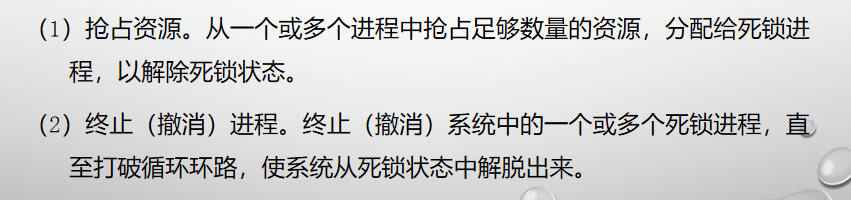 （1）抢占资源。从一个或多个进程中抢占足够数量的资源，分配给死锁进
程，以解除死锁状态。
（2）终止（撤消）进程。终止（撤消）系统中的一个或多个死锁进程，直
至打破循环环路，使系统从死锁状态中解脱出来。